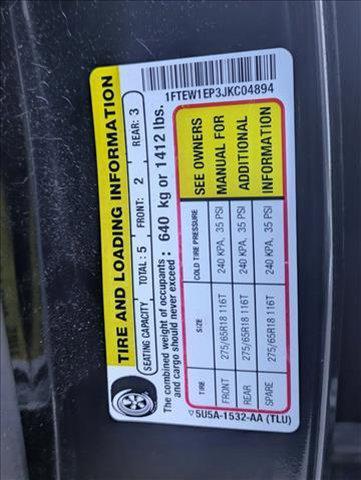 1FTEW1EP3JKC04894
TIRE AND LOADING INFORMATION
SEATING CAPACITY TOTAL: 5 FRONT: 2 REAR: 3
The combined weight of occupants and cargo should never exceed : 640 kg or 1412 lbs.
TIRE SIZE COLD TIRE PRESSURE SEE OWNERS
FRONT 275/65R18 116T 240 KPA, 35 PSI MANUAL FOR
REAR 275/65R18 116T 240 KPA, 35 PSI ADDITIONAL
SPARE 275/65R18 116T 240 KPA, 35 PSI INFORMATION
▽5U5A-1532-AA (TLU)